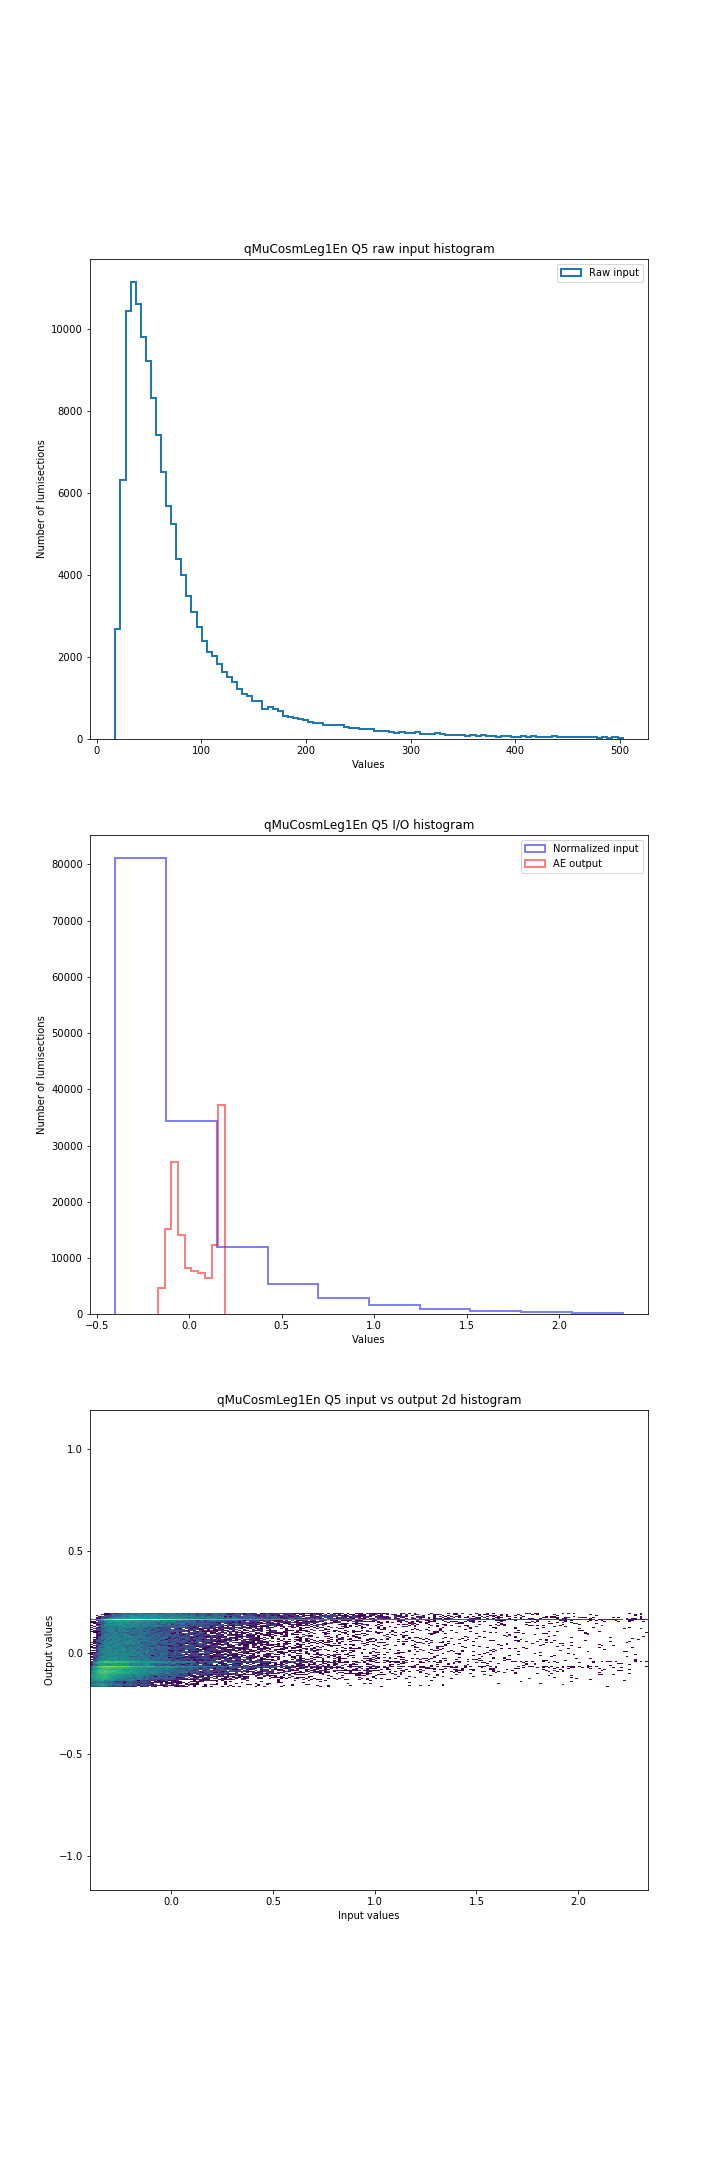 qMuCosmLeg1En Q5 raw input histogram
Raw input
10000
8000
6000
4000
2000
0
Number of lumisections
0 100 200 300 400 500
Values
qMuCosmLeg1En Q5 I/O histogram
Normalized input
AE output
80000
70000
60000
50000
40000
30000
20000
10000
0
Number of lumisections
−0.5 0.0 0.5 1.0 1.5 2.0
Values
qMuCosmLeg1En Q5 input vs output 2d histogram
1.0
0.5
0.0
−0.5
−1.0
Output values
0.0 0.5 1.0 1.5 2.0
Input values